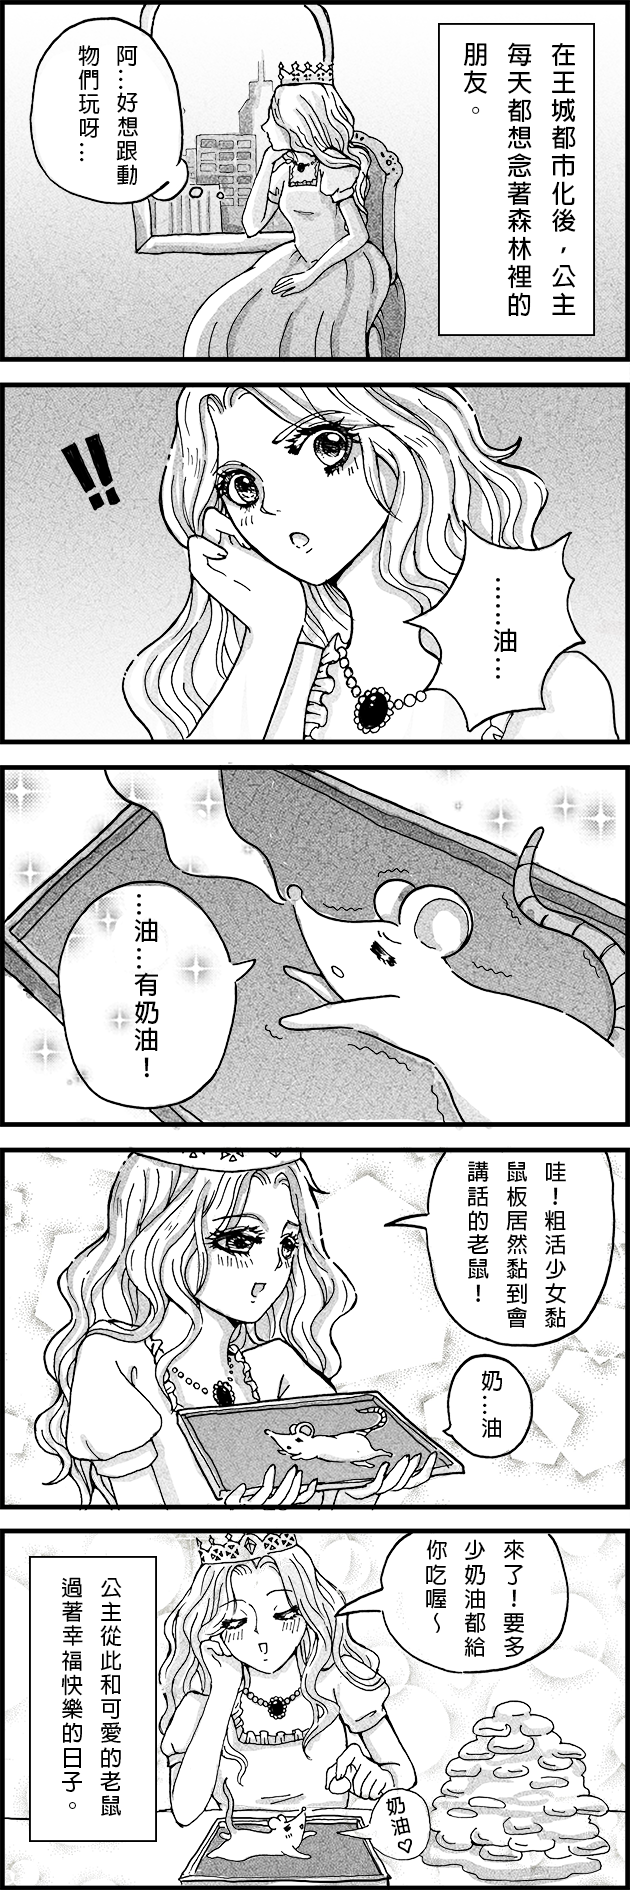 在王城都市化後，公主
每天都想念著森林裡的
朋友。
阿…好想跟動
物們玩呀…
!!
………油…
…油…有奶油！
哇！粗活少女黏
鼠板居然黏到會
講話的老鼠！
奶…油
來了！要多
少奶油都給
你吃喔～
奶油♡
公主從此和可愛的老鼠
過著幸福快樂的日子。